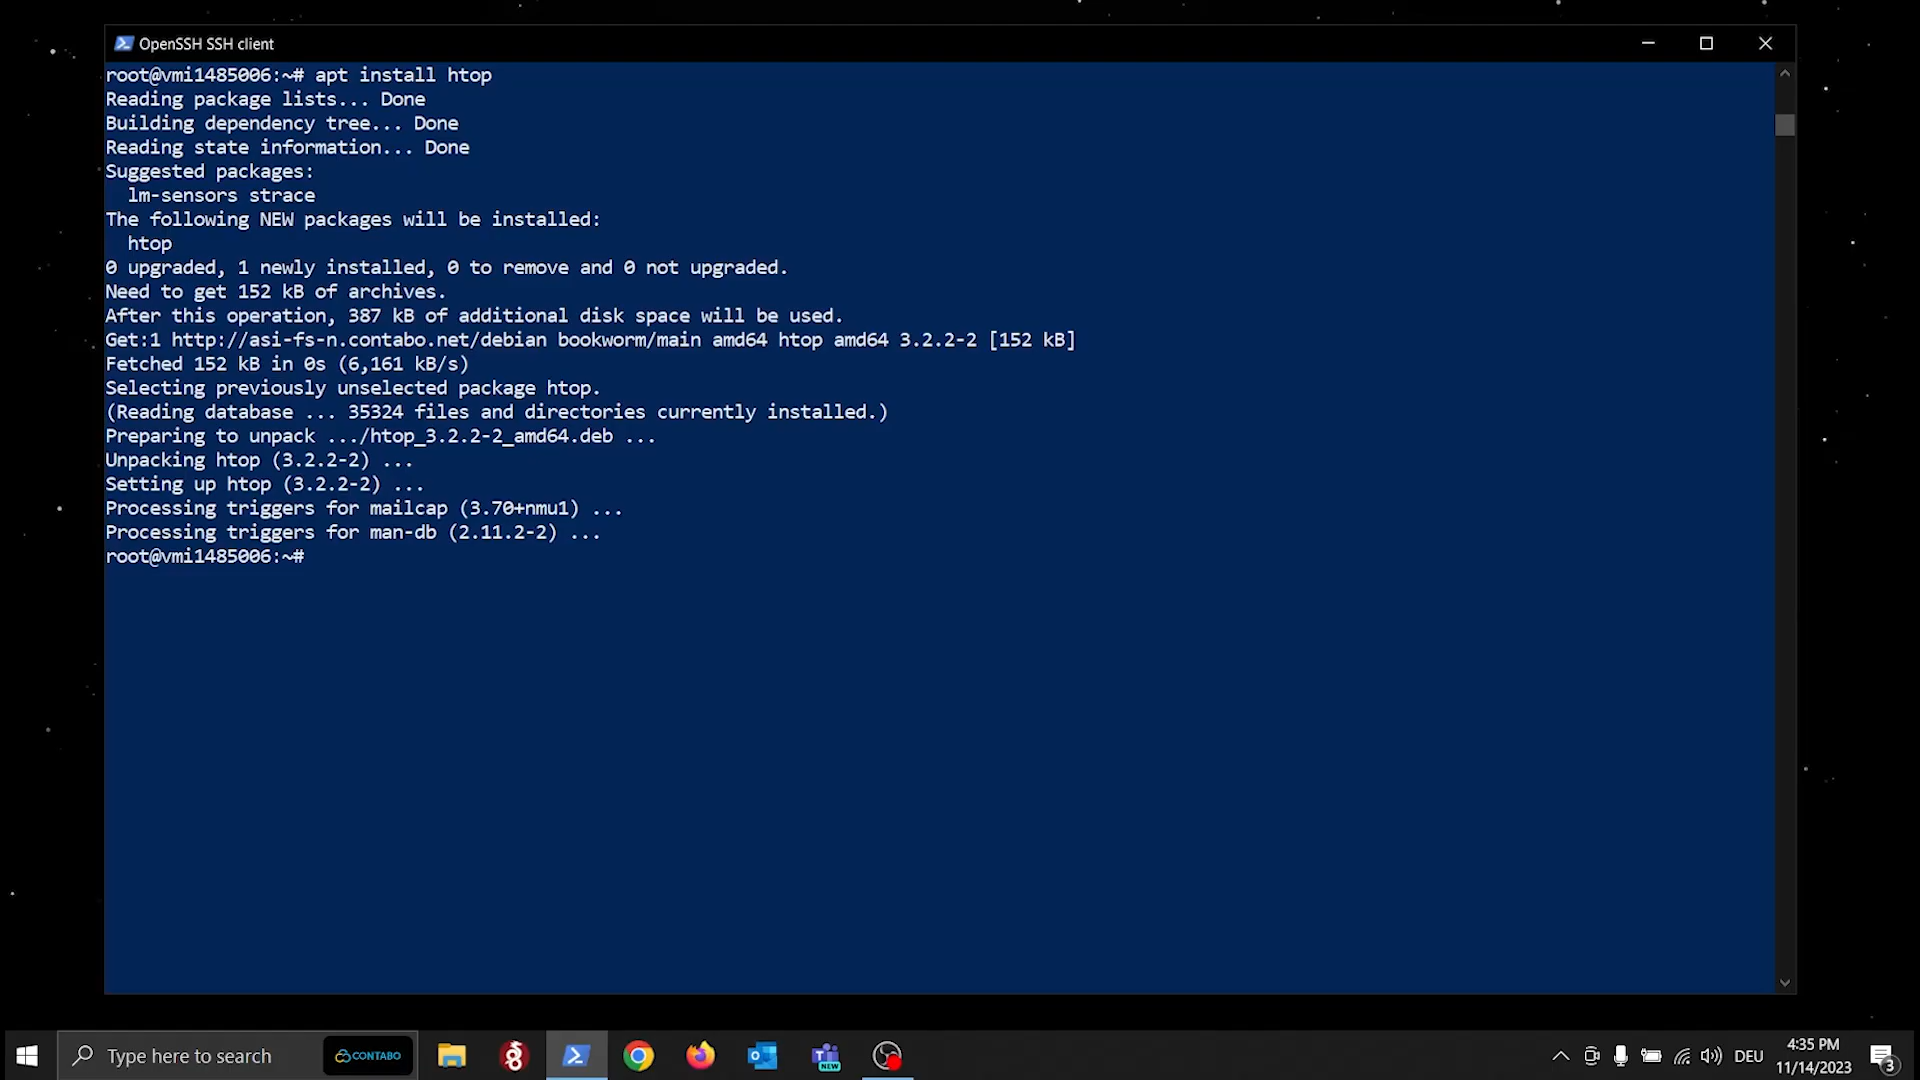 OpenSSH SSH client
root@vmi1485006:~# apt install htop
Reading package lists... Done
Building dependency tree... Done
Reading state information... Done
Suggested packages:
  lm-sensors strace
The following NEW packages will be installed:
  htop
0 upgraded, 1 newly installed, 0 to remove and 0 not upgraded.
Need to get 152 kB of archives.
After this operation, 387 kB of additional disk space will be used.
Get:1 http://asi-fs-n.contabo.net/debian bookworm/main amd64 htop amd64 3.2.2-2 [152 kB]
Fetched 152 kB in 0s (6,161 kB/s)
Selecting previously unselected package htop.
(Reading database ... 35324 files and directories currently installed.)
Preparing to unpack .../htop_3.2.2-2_amd64.deb ...
Unpacking htop (3.2.2-2) ...
Setting up htop (3.2.2-2) ...
Processing triggers for mailcap (3.70+nmu1) ...
Processing triggers for man-db (2.11.2-2) ...
root@vmi1485006:~#
Type here to search
CONTABO
NEW
DEU
4:35 PM
11/14/2023
3